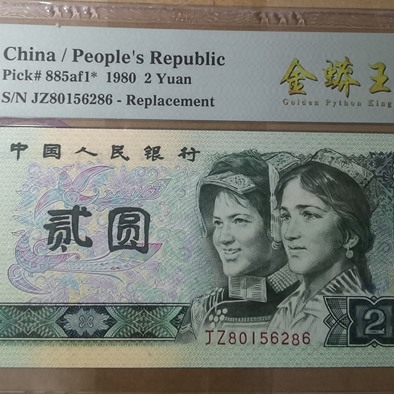 China / People's Republic
Pick# 885af1* 1980 2 Yuan
S/N JZ80156286 - Replacement
金蟒王
Golden Python King
中国人民银行
贰圆
JZ80156286
2